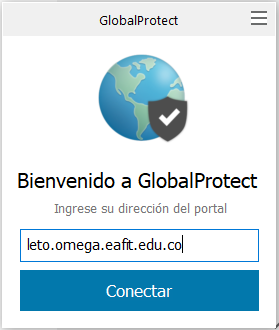 GlobalProtect
Bienvenido a GlobalProtect
Ingrese su dirección del portal
leto.omega.eafit.edu.co
Conectar